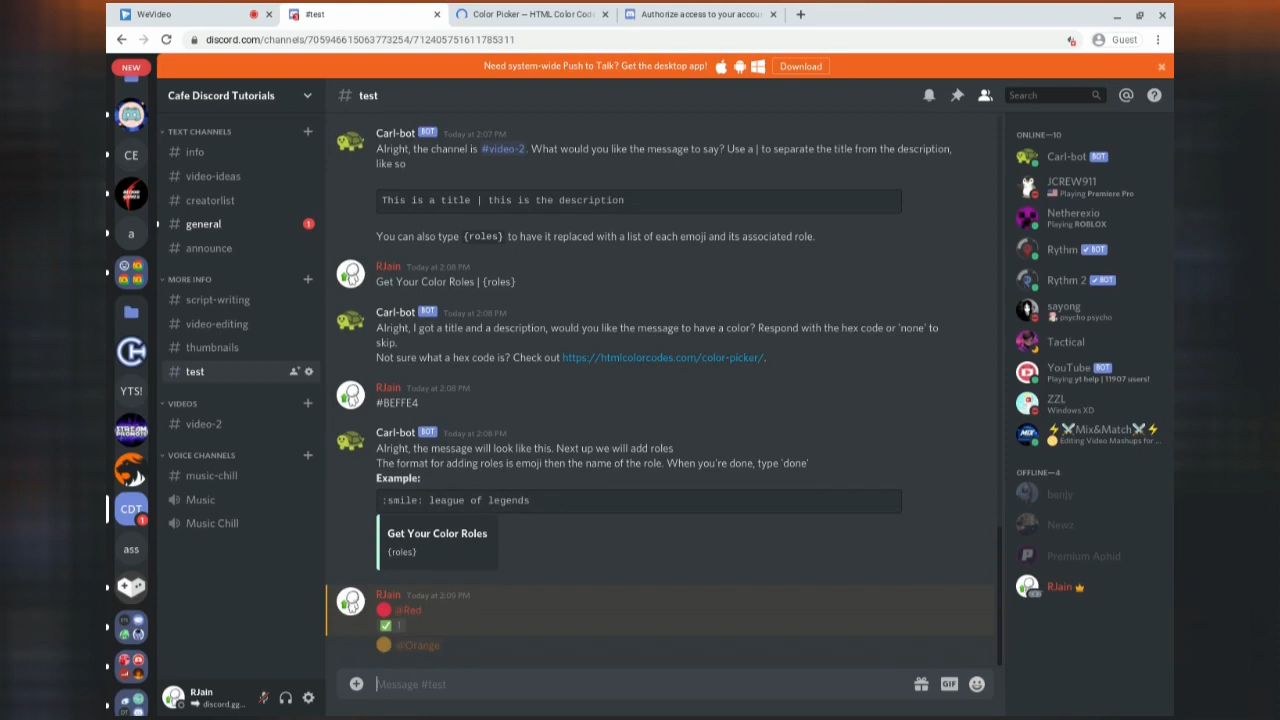 WeVideo
#test
Color Picker — HTML Color Code
Authorize access to your accou
discord.com/channels/705946615063773254/712405751611785311
Guest
NEW
Need system-wide Push to Talk? Get the desktop app!
Download
Cafe Discord Tutorials
# test
Search
TEXT CHANNELS
# info
# video-ideas
# creatorlist
# general
1
# announce
MORE INFO
# script-writing
# video-editing
# thumbnails
# test
VIDEOS
# video-2
VOICE CHANNELS
# music-chill
Music
Music Chill
CE
a
YTS!
CDT
1
ass
RJain
discord.gg...
Carl-bot BOT Today at 2:07 PM
Alright, the channel is #video-2. What would you like the message to say? Use a | to separate the title from the description,
like so
This is a title | this is the description
You can also type {roles} to have it replaced with a list of each emoji and its associated role.
RJain Today at 2:08 PM
Get Your Color Roles | {roles}
Carl-bot BOT Today at 2:08 PM
Alright, I got a title and a description, would you like the message to have a color? Respond with the hex code or 'none' to
skip.
Not sure what a hex code is? Check out https://htmlcolorcodes.com/color-picker/.
RJain Today at 2:08 PM
#BEFFE4
Carl-bot BOT Today at 2:08 PM
Alright, the message will look like this. Next up we will add roles
The format for adding roles is emoji then the name of the role. When you're done, type 'done'
Example:
:smile: league of legends
Get Your Color Roles
{roles}
RJain Today at 2:09 PM
@Red
1
@Orange
Message #test
GIF
ONLINE—10
Carl-bot BOT
JCREW911
Playing Premiere Pro
Netherexio
Playing ROBLOX
Rythm BOT
Rythm 2 BOT
sayong
psycho psycho
Tactical
YouTube BOT
Playing yt help | 11907 users!
ZZL
Windows XD
Mix&Match
Editing Video Mashups for ...
OFFLINE—4
benjv
Newz
Premium Aphid
RJain